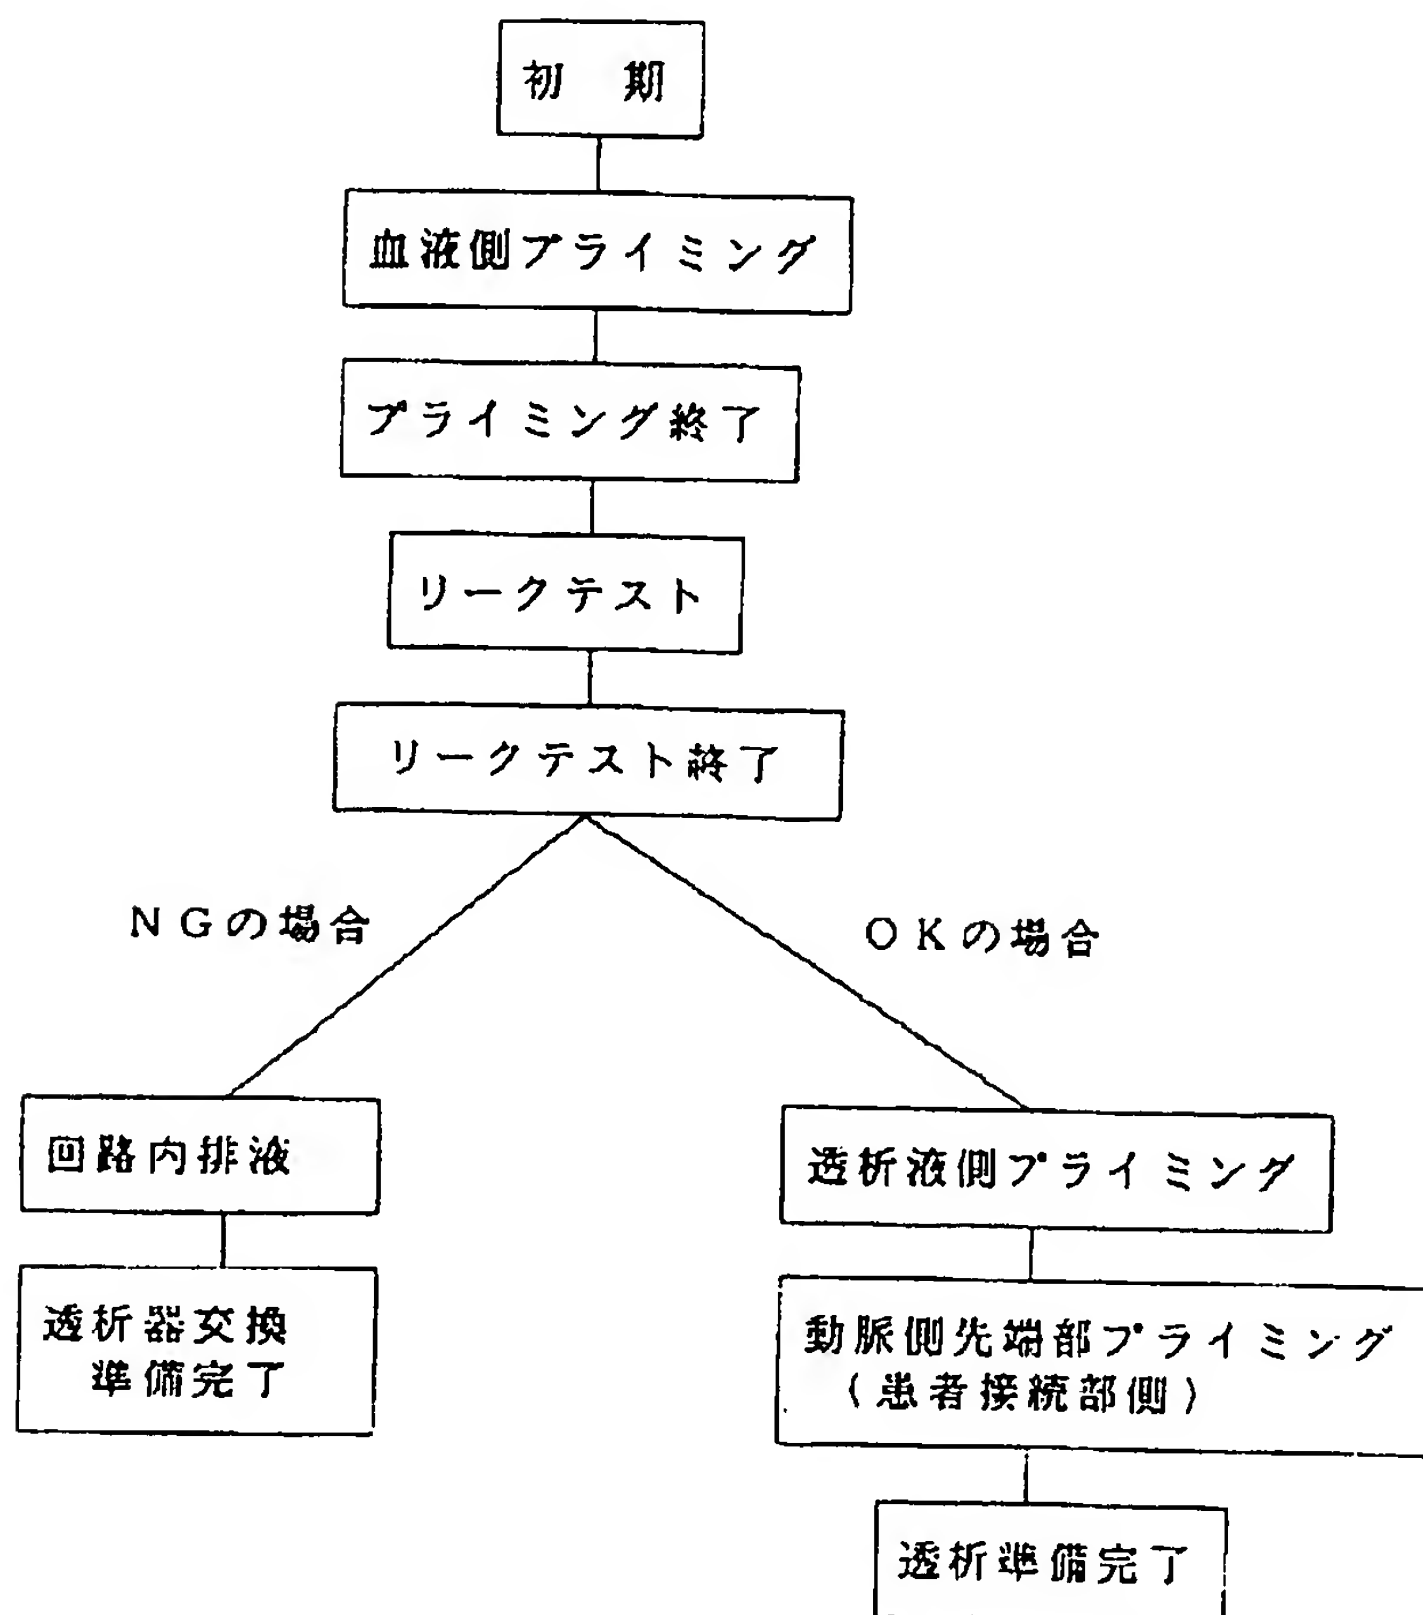 初　期
血液側プライミング
プライミング終了
リークテスト
リークテスト終了
NGの場合
OKの場合
回路内排液
透析器交換
準備完了
透析液側プライミング
動脈側先端部プライミング
(患者接続部側)
透析準備完了